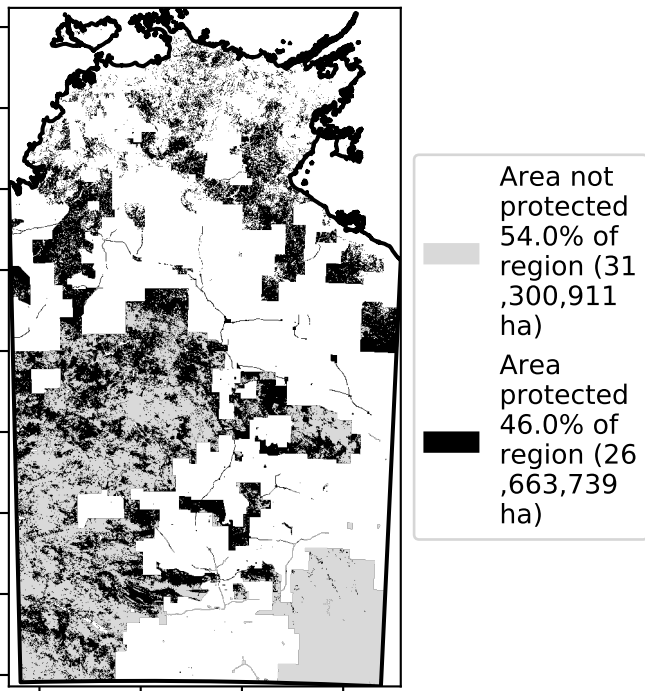 Area not
protected
54.0% of
region (31
,300,911
ha)
Area
protected
46.0% of
region (26
,663,739
ha)